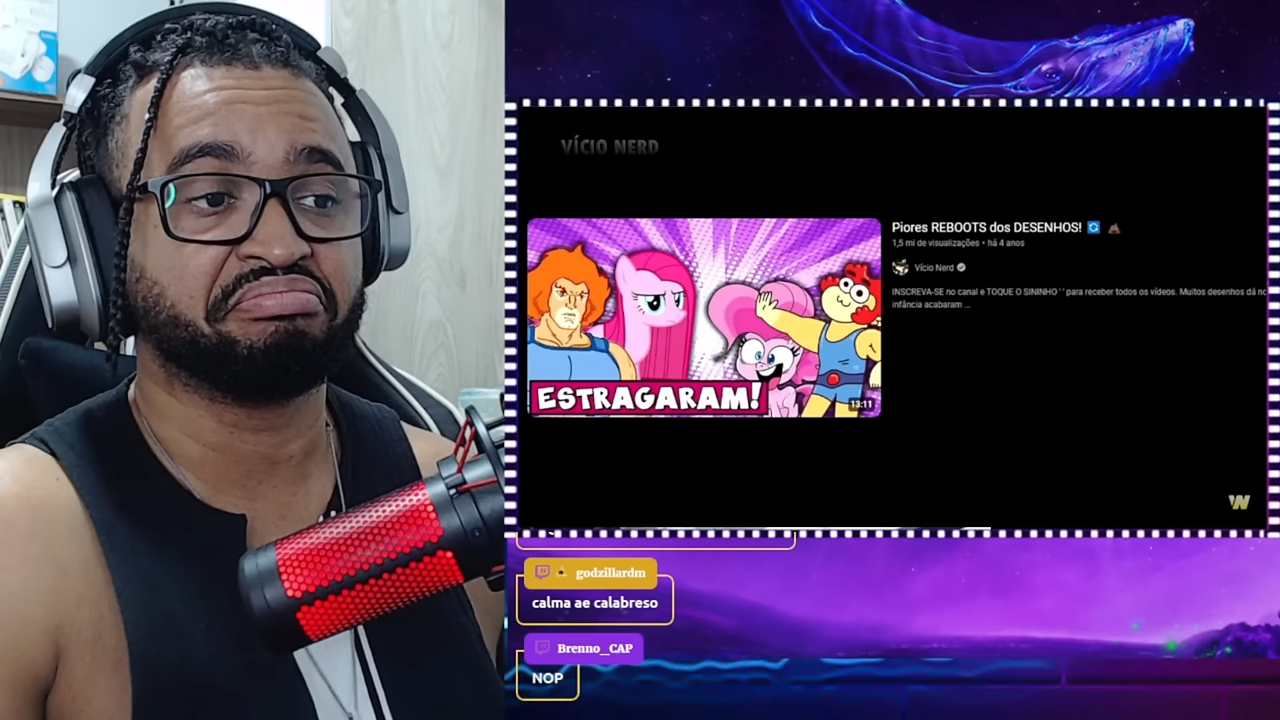 VÍCIO NERD
ESTRAGARAM!
13:11
Piores REBOOTS dos DESENHOS!
1,5 mi de visualizações • há 4 anos
Vício Nerd
INSCREVA-SE no canal e TOQUE O SININHO ' ' para receber todos os vídeos. Muitos desenhos dá no
infância acabaram ...
W
godzillardm
calma ae calabreso
Brenno_CAP
NOP